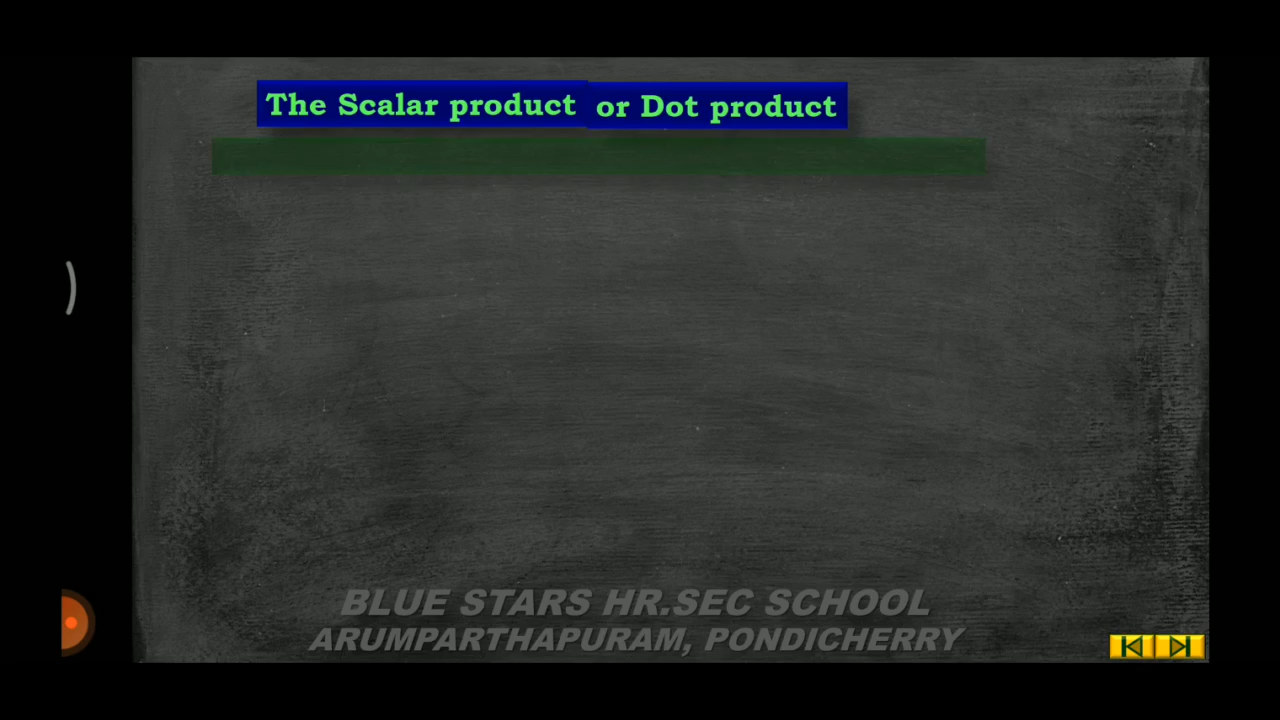 The Scalar product or Dot product
BLUE STARS HR.SEC SCHOOL
ARUMPARTHAPURAM, PONDICHERRY